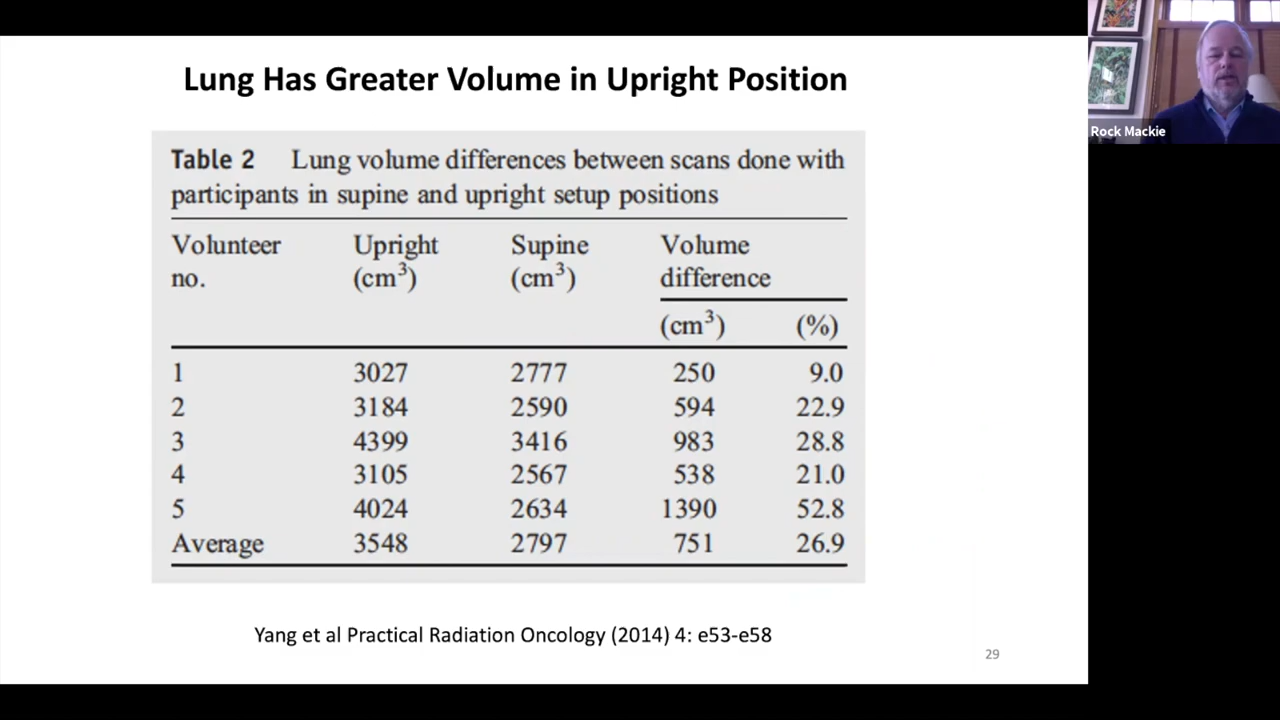 Lung Has Greater Volume in Upright Position
Rock Mackie
Table 2 Lung volume differences between scans done with
participants in supine and upright setup positions
Volunteer Upright Supine Volume
no. (cm³) (cm³) difference
(cm³) (%)
1 3027 2777 250 9.0
2 3184 2590 594 22.9
3 4399 3416 983 28.8
4 3105 2567 538 21.0
5 4024 2634 1390 52.8
Average 3548 2797 751 26.9
Yang et al Practical Radiation Oncology (2014) 4: e53-e58
29